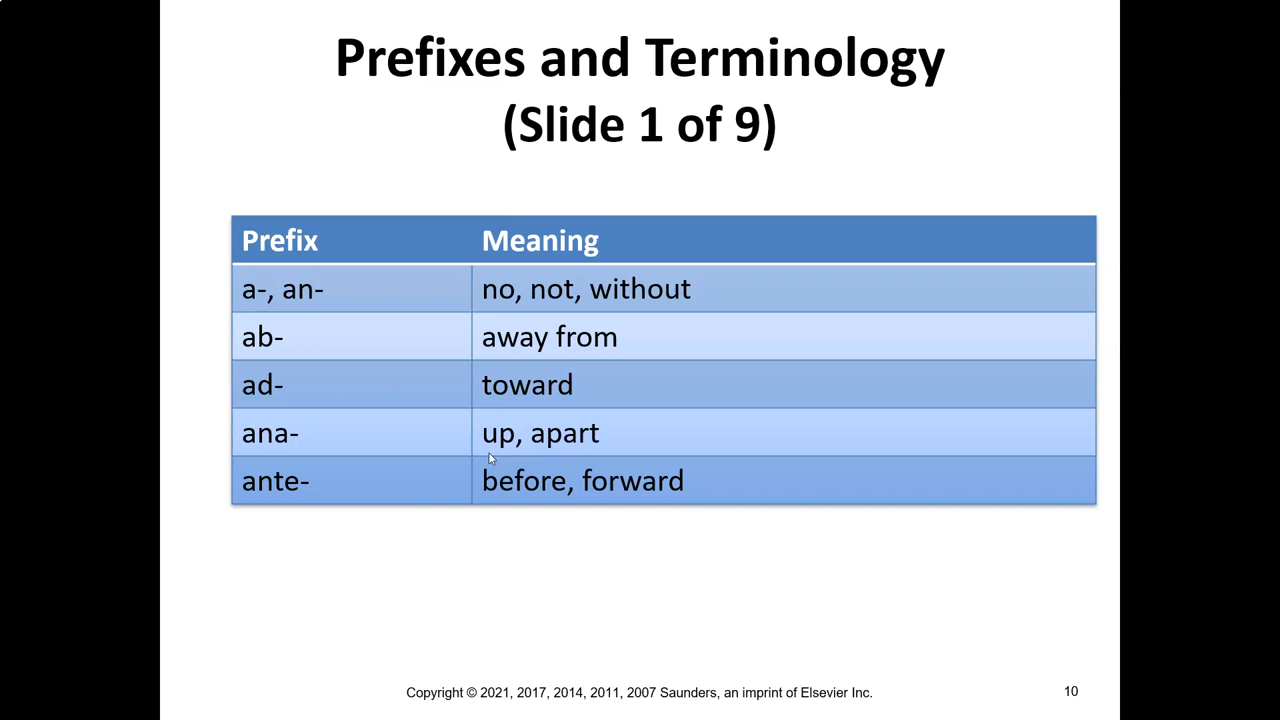 Prefixes and Terminology
(Slide 1 of 9)
Prefix Meaning
a-, an- no, not, without
ab- away from
ad- toward
ana- up, apart
ante- before, forward
Copyright © 2021, 2017, 2014, 2011, 2007 Saunders, an imprint of Elsevier Inc. 10